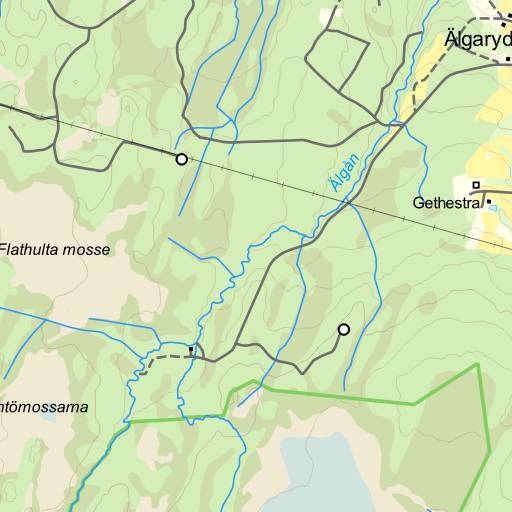 Älgaryd
Älgån
Gethestra
Flathulta mosse
ntömossarna